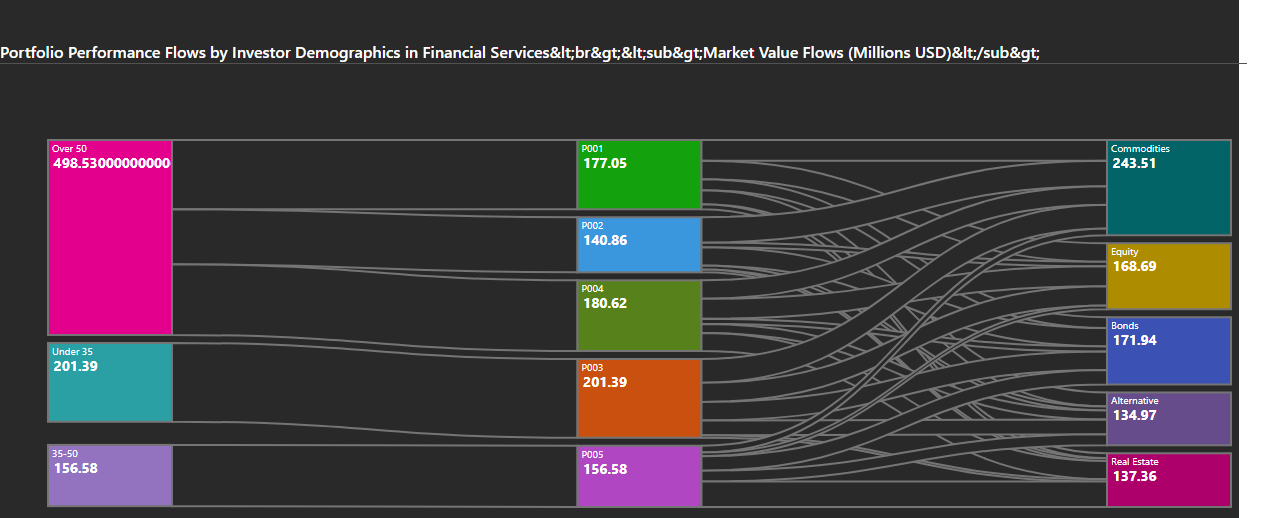 Portfolio Performance Flows by Investor Demographics in Financial Services&lt;br&gt;&lt;sub&gt;Market Value Flows (Millions USD)&lt;/sub&gt;
Over 50
498.53000000000
Under 35
201.39
35-50
156.58
P001
177.05
P002
140.86
P004
180.62
P003
201.39
P005
156.58
Commodities
243.51
Equity
168.69
Bonds
171.94
Alternative
134.97
Real Estate
137.36